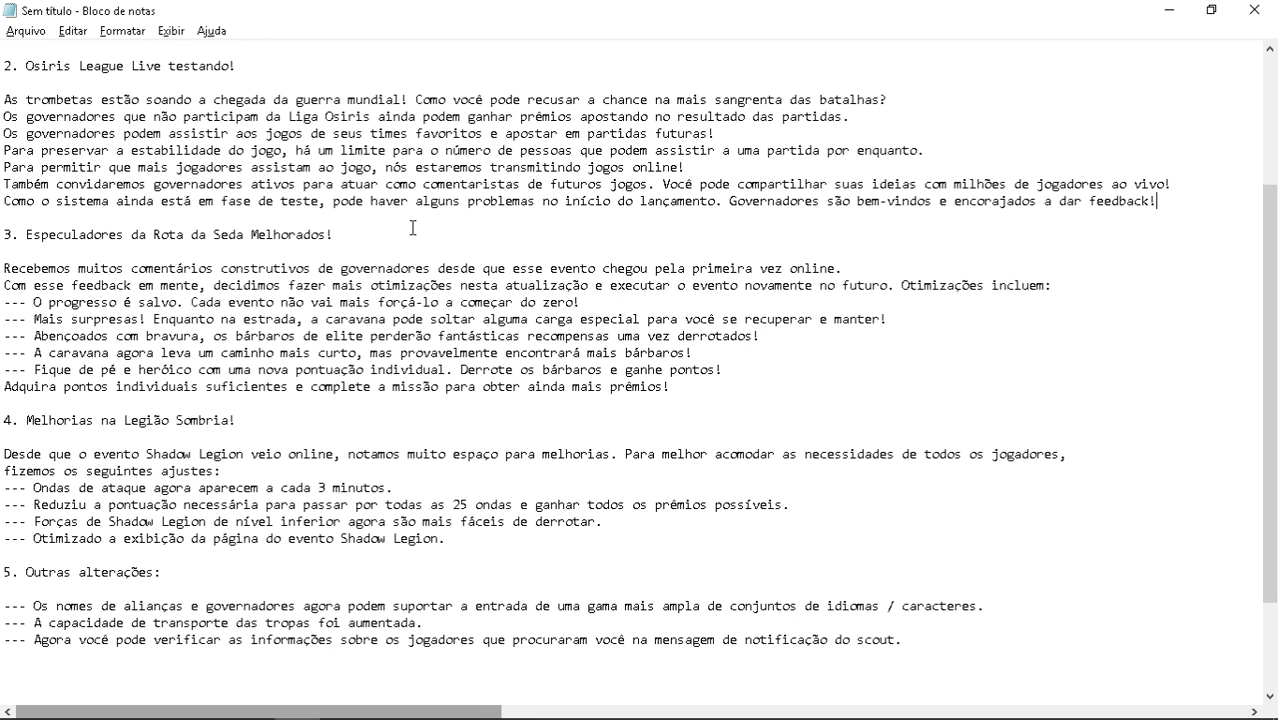 Sem título - Bloco de notas
Arquivo Editar Formatar Exibir Ajuda
2. Osiris League Live testando!
As trombetas estão soando a chegada da guerra mundial! Como você pode recusar a chance na mais sangrenta das batalhas?
Os governadores que não participam da Liga Osiris ainda podem ganhar prêmios apostando no resultado das partidas.
Os governadores podem assistir aos jogos de seus times favoritos e apostar em partidas futuras!
Para preservar a estabilidade do jogo, há um limite para o número de pessoas que podem assistir a uma partida por enquanto.
Para permitir que mais jogadores assistam ao jogo, nós estaremos transmitindo jogos online!
Também convidaremos governadores ativos para atuar como comentaristas de futuros jogos. Você pode compartilhar suas ideias com milhões de jogadores ao vivo!
Como o sistema ainda está em fase de teste, pode haver alguns problemas no início do lançamento. Governadores são bem-vindos e encorajados a dar feedback!
3. Especuladores da Rota da Seda Melhorados!
Recebemos muitos comentários construtivos de governadores desde que esse evento chegou pela primeira vez online.
Com esse feedback em mente, decidimos fazer mais otimizações nesta atualização e executar o evento novamente no futuro. Otimizações incluem:
--- O progresso é salvo. Cada evento não vai mais forçá-lo a começar do zero!
--- Mais surpresas! Enquanto na estrada, a caravana pode soltar alguma carga especial para você se recuperar e manter!
--- Abençoados com bravura, os bárbaros de elite perderão fantásticas recompensas uma vez derrotados!
--- A caravana agora leva um caminho mais curto, mas provavelmente encontrará mais bárbaros!
--- Fique de pé e heróico com uma nova pontuação individual. Derrote os bárbaros e ganhe pontos!
Adquira pontos individuais suficientes e complete a missão para obter ainda mais prêmios!
4. Melhorias na Legião Sombria!
Desde que o evento Shadow Legion veio online, notamos muito espaço para melhorias. Para melhor acomodar as necessidades de todos os jogadores,
fizemos os seguintes ajustes:
--- Ondas de ataque agora aparecem a cada 3 minutos.
--- Reduziu a pontuação necessária para passar por todas as 25 ondas e ganhar todos os prêmios possíveis.
--- Forças de Shadow Legion de nível inferior agora são mais fáceis de derrotar.
--- Otimizado a exibição da página do evento Shadow Legion.
5. Outras alterações:
--- Os nomes de alianças e governadores agora podem suportar a entrada de uma gama mais ampla de conjuntos de idiomas / caracteres.
--- A capacidade de transporte das tropas foi aumentada.
--- Agora você pode verificar as informações sobre os jogadores que procuraram você na mensagem de notificação do scout.